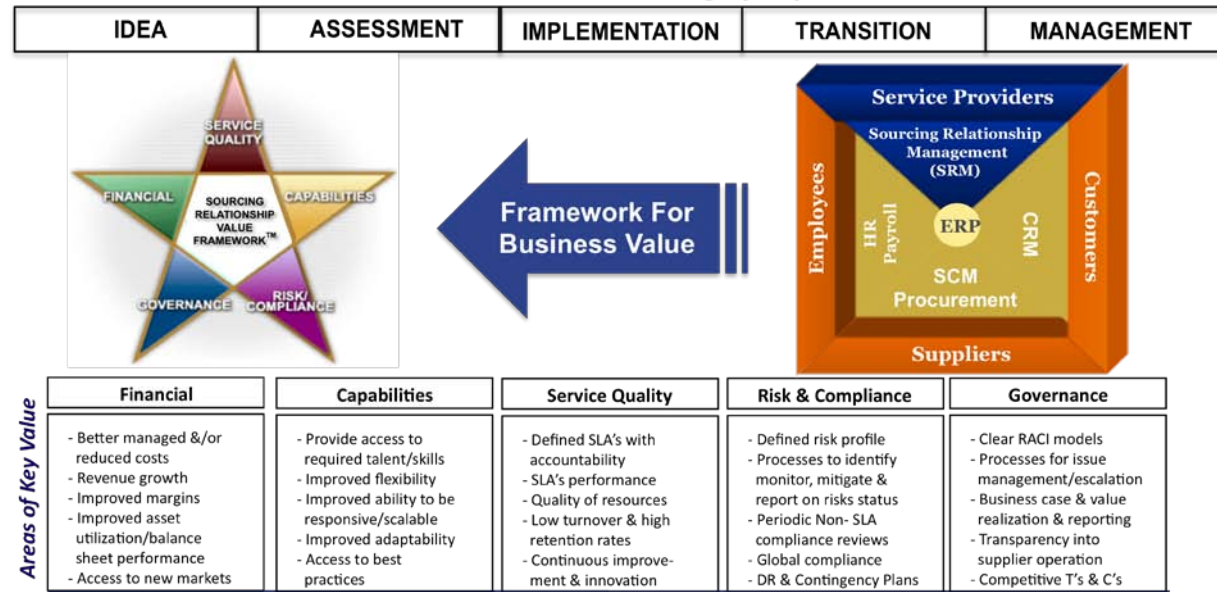 IDEA
ASSESSMENT
IMPLEMENTATION
TRANSITION
MANAGEMENT
SERVICE
QUALITY
FINANCIAL
CAPABILITIES
SOURCING
RELATIONSHIP
VALUE
FRAMEWORK™
GOVERNANCE
RISK/
COMPLIANCE
Framework For
Business Value
Service Providers
Sourcing Relationship
Management
(SRM)
Employees
HR
Payroll
ERP
CRM
Customers
SCM
Procurement
Suppliers
Areas of Key Value
Financial
- Better managed &/or
reduced costs
- Revenue growth
- Improved margins
- Improved asset
utilization/balance
sheet performance
- Access to new markets
Capabilities
- Provide access to
required talent/skills
- Improved flexibility
- Improved ability to be
responsive/scalable
- Improved adaptability
- Access to best
practices
Service Quality
- Defined SLA's with
accountability
- SLA's performance
- Quality of resources
- Low turnover & high
retention rates
- Continuous improve-
ment & innovation
Risk & Compliance
- Defined risk profile
- Processes to identify
monitor, mitigate &
report on risks status
- Periodic Non- SLA
compliance reviews
- Global compliance
- DR & Contingency Plans
Governance
- Clear RACI models
- Processes for issue
management/escalation
- Business case & value
realization & reporting
- Transparency into
supplier operation
- Competitive T's & C's